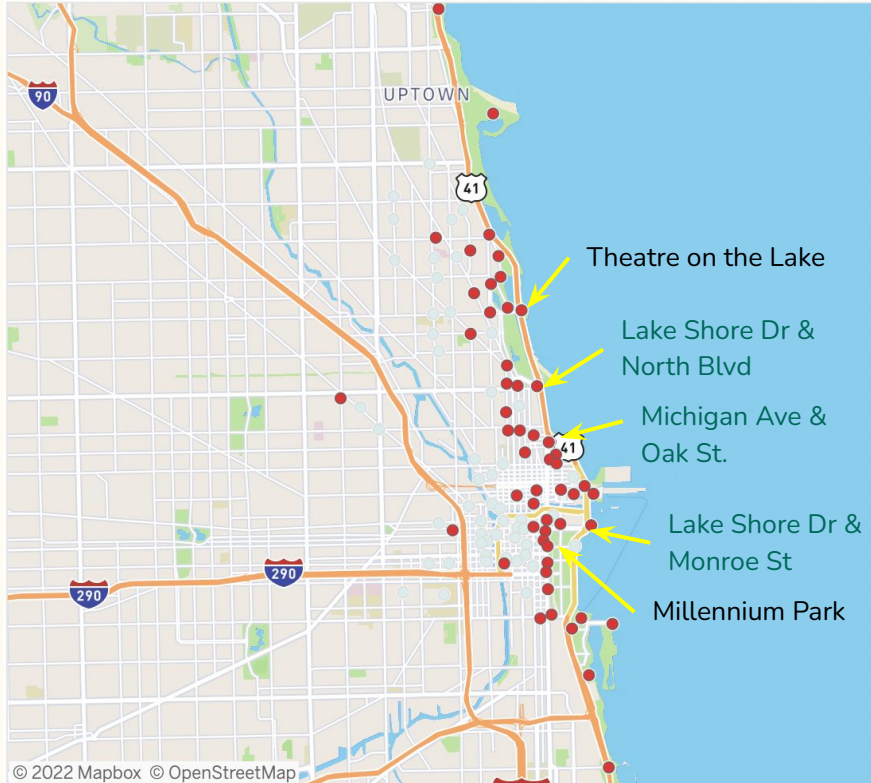 90
UPTOWN
41
Theatre on the Lake
Lake Shore Dr &
North Blvd
Michigan Ave &
Oak St.
41
Lake Shore Dr &
Monroe St
290
290
Millennium Park
© 2022 Mapbox © OpenStreetMap